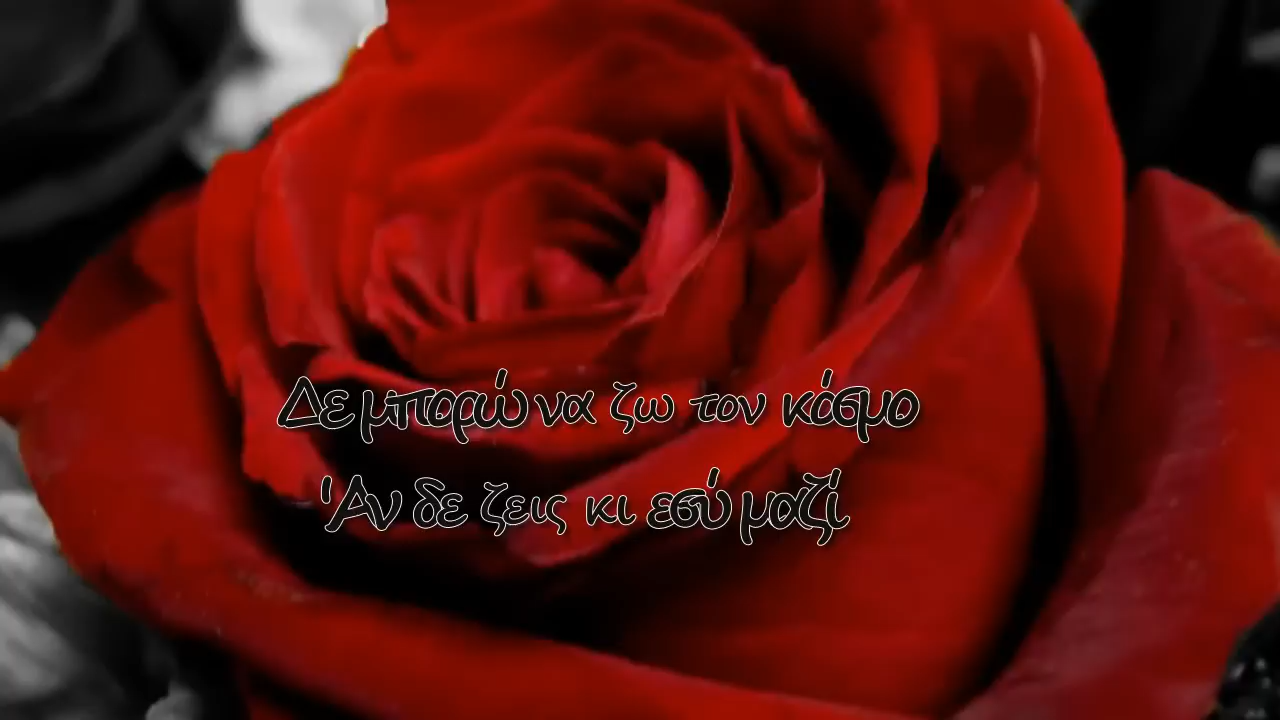 Δε μπορώ να ζω τον κόσμο
'Αν δε ζεις κι εσύ μαζί